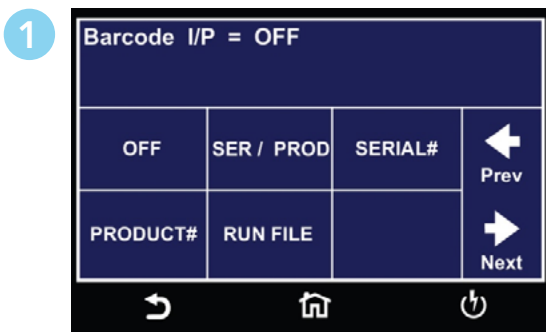 1
Barcode I/P = OFF
OFF
SER / PROD
SERIAL#
Prev
PRODUCT#
RUN FILE
Next